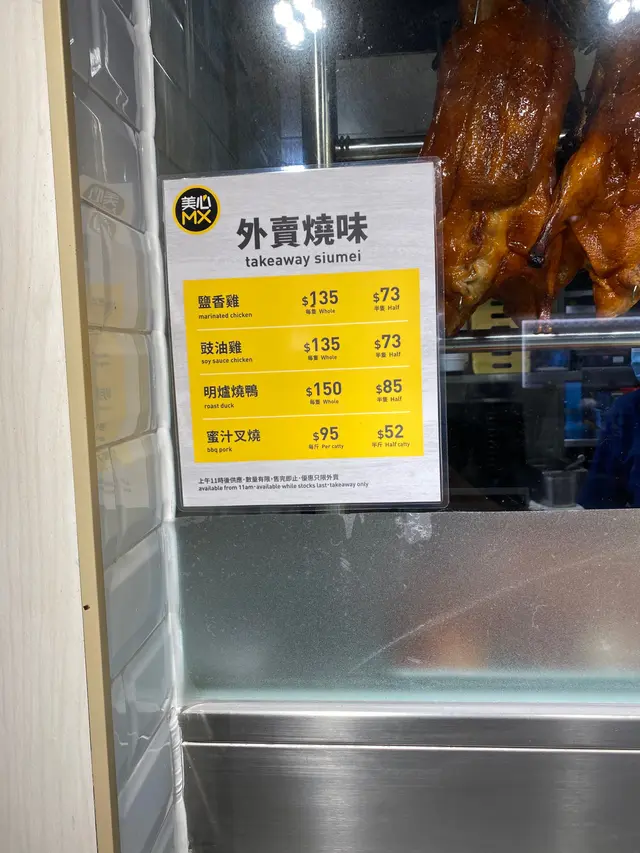 美心
MX
外賣燒味
takeaway siumei
鹽香雞 $135 $73
marinated chicken 每隻 Whole 半隻 Half
豉油雞 $135 $73
soy sauce chicken 每隻 Whole 半隻 Half
明爐燒鴨 $150 $85
roast duck 每隻 Whole 半隻 Half
蜜汁叉燒 $95 $52
bbq pork 每斤 Per catty 半斤 Half catty
上午11時後供應·數量有限·售完即止·優惠只限外賣
available from 11am·available while stocks last·takeaway only